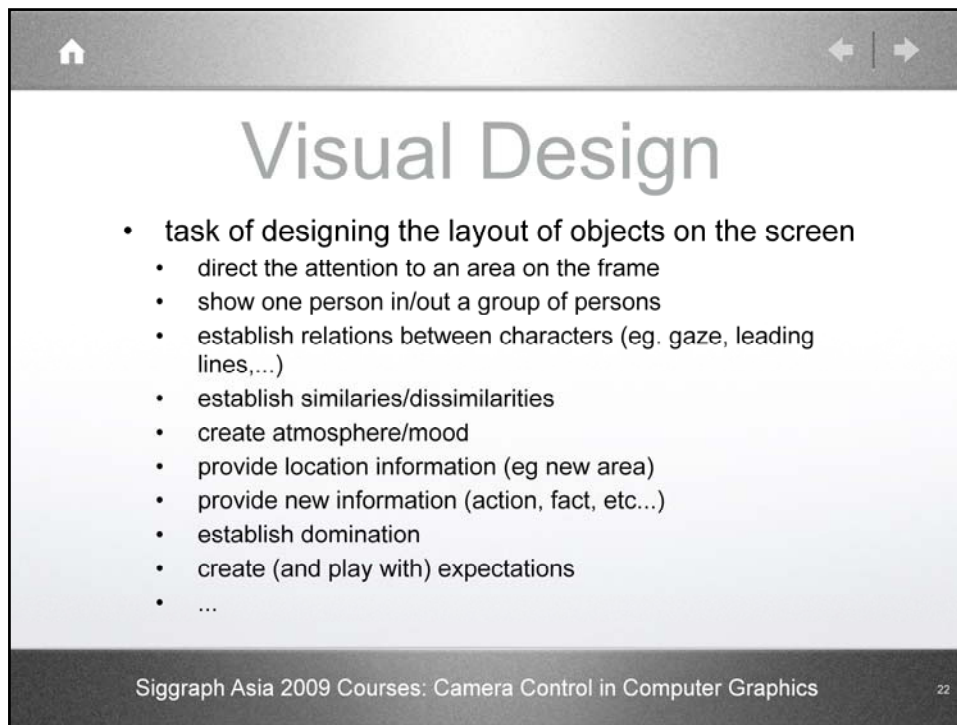 Visual Design
• task of designing the layout of objects on the screen
• direct the attention to an area on the frame
• show one person in/out a group of persons
• establish relations between characters (eg. gaze, leading
lines,...)
• establish similaries/dissimilarities
• create atmosphere/mood
• provide location information (eg new area)
• provide new information (action, fact, etc...)
• establish domination
• create (and play with) expectations
• ...
Siggraph Asia 2009 Courses: Camera Control in Computer Graphics
22